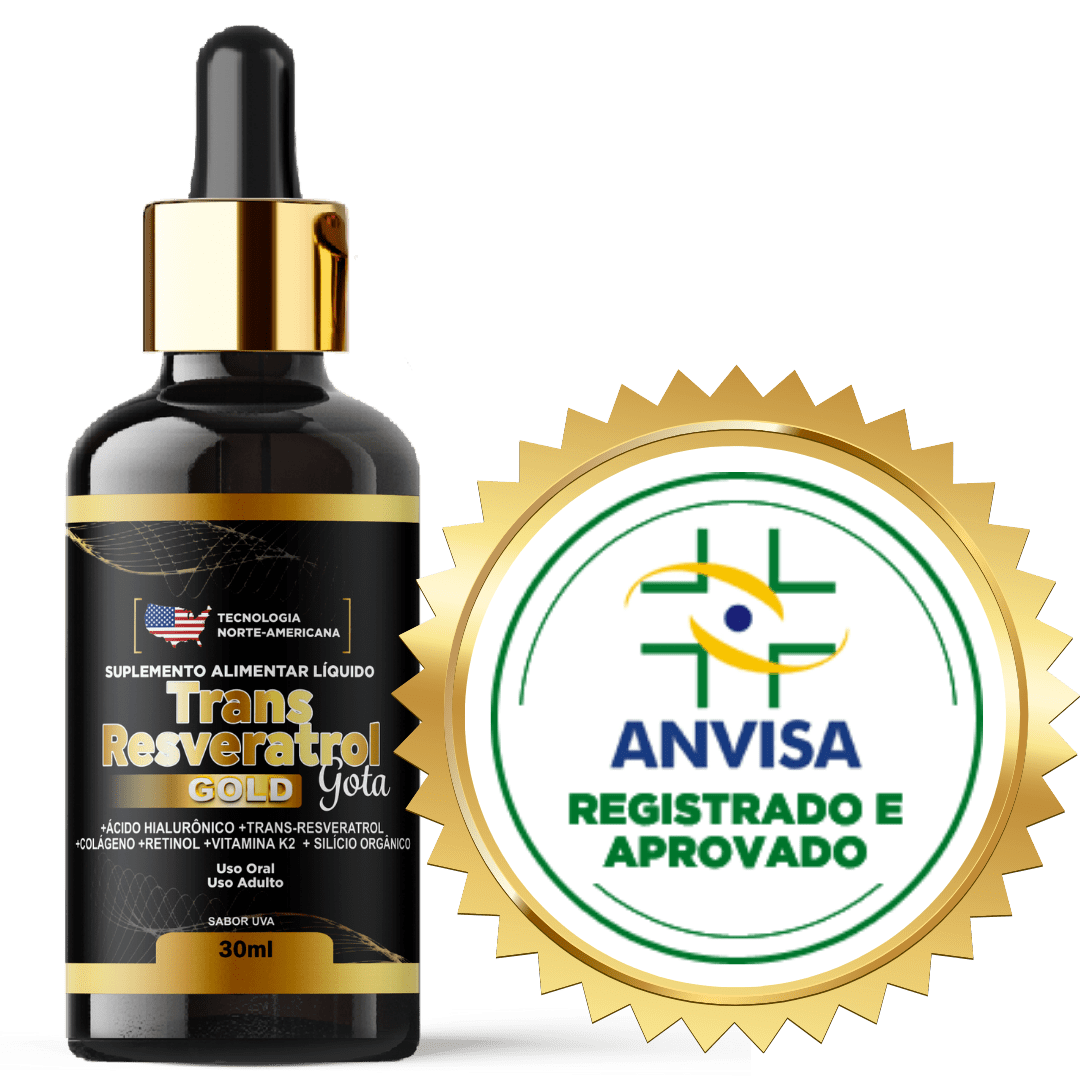 TECNOLOGIA
NORTE-AMERICANA
SUPLEMENTO ALIMENTAR LÍQUIDO
Trans
Resveratrol
GOLD Gota
+ÁCIDO HIALURÔNICO +TRANS-RESVERATROL
+COLÁGENO +RETINOL +VITAMINA K2 + SILÍCIO ORGÂNICO
Uso Oral
Uso Adulto
SABOR UVA
30ml
ANVISA
REGISTRADO E
APROVADO